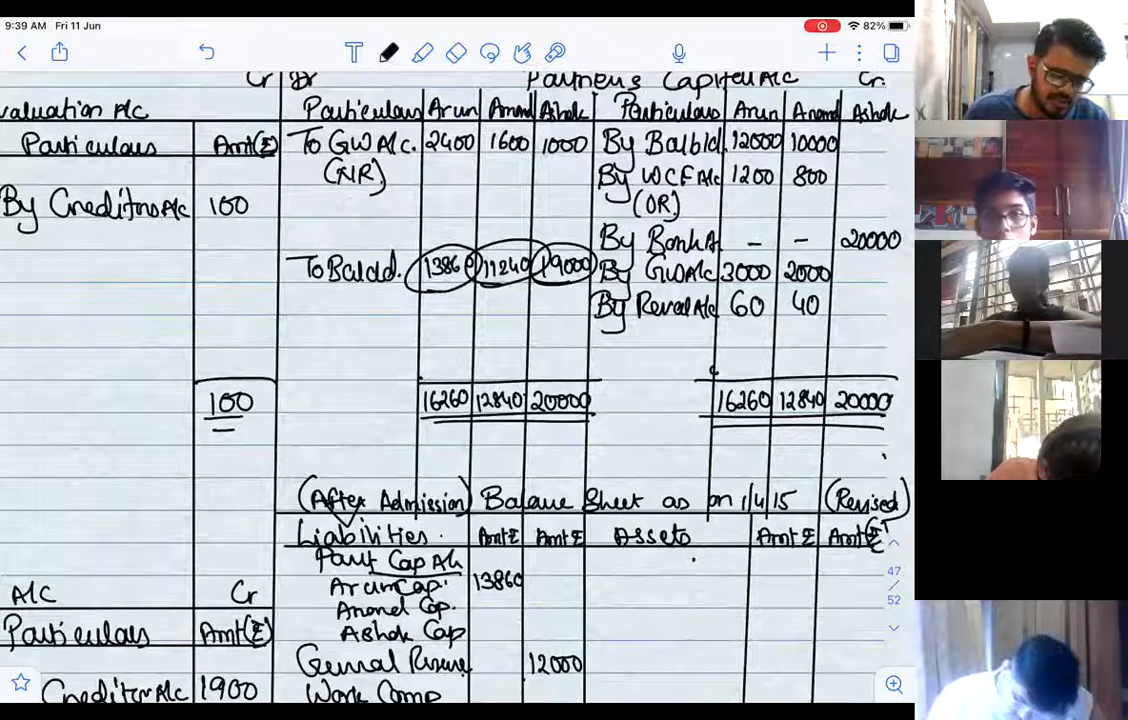 9:39 AM Fri 11 Jun
82%
Cr Dr Partners Capital A/c Cr.
valuation A/c
Particulars Arun Anand Ashok Particulars Arun Anand Ashok
Particulars Amt(₹)
To GW A/c. 2400 1600 1000 By Balb/d. 12000 10000
(NR) By WCF A/c 1200 800
By Creditors A/c 100
(OR)
By Bank A - - 20000
To Balc/d. 13860 11240 19000 By GW A/c 3000 2000
By Reval A/c 60 40
16260 12840 20000 16260 12840 20000
100
(After Admission) Balance Sheet as on 1/4/15 (Revised)
Liabilities. Amt ₹ Amt ₹ Assets Amt ₹ Amt ₹
Part Cap A/c
Arun Cap. 13860
Anand Cap.
Ashok Cap
A/c Cr
Particulars Amt(₹)
General Reserve 12000
Creditor A/c 1900
Work Comp
47
/
52